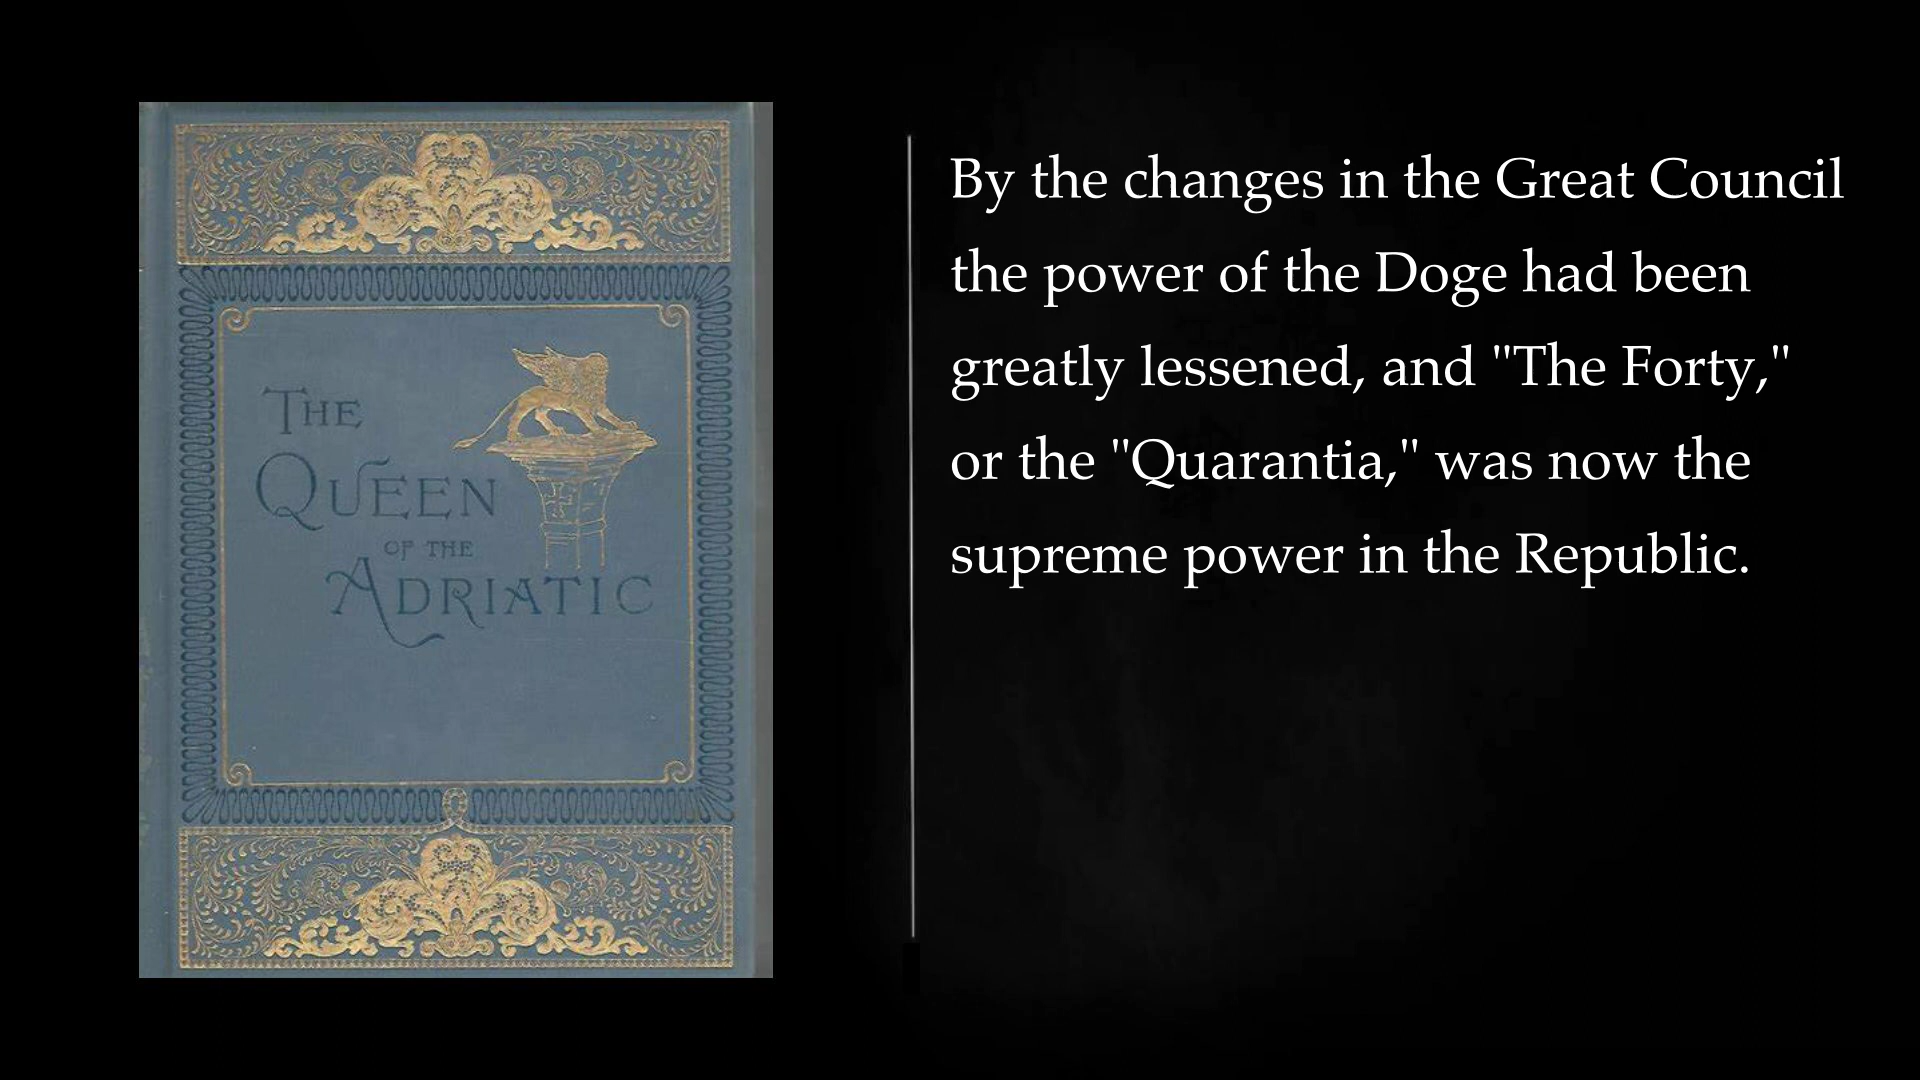 The
Queen
of the
Adriatic
By the changes in the Great Council
the power of the Doge had been
greatly lessened, and "The Forty,"
or the "Quarantia," was now the
supreme power in the Republic.